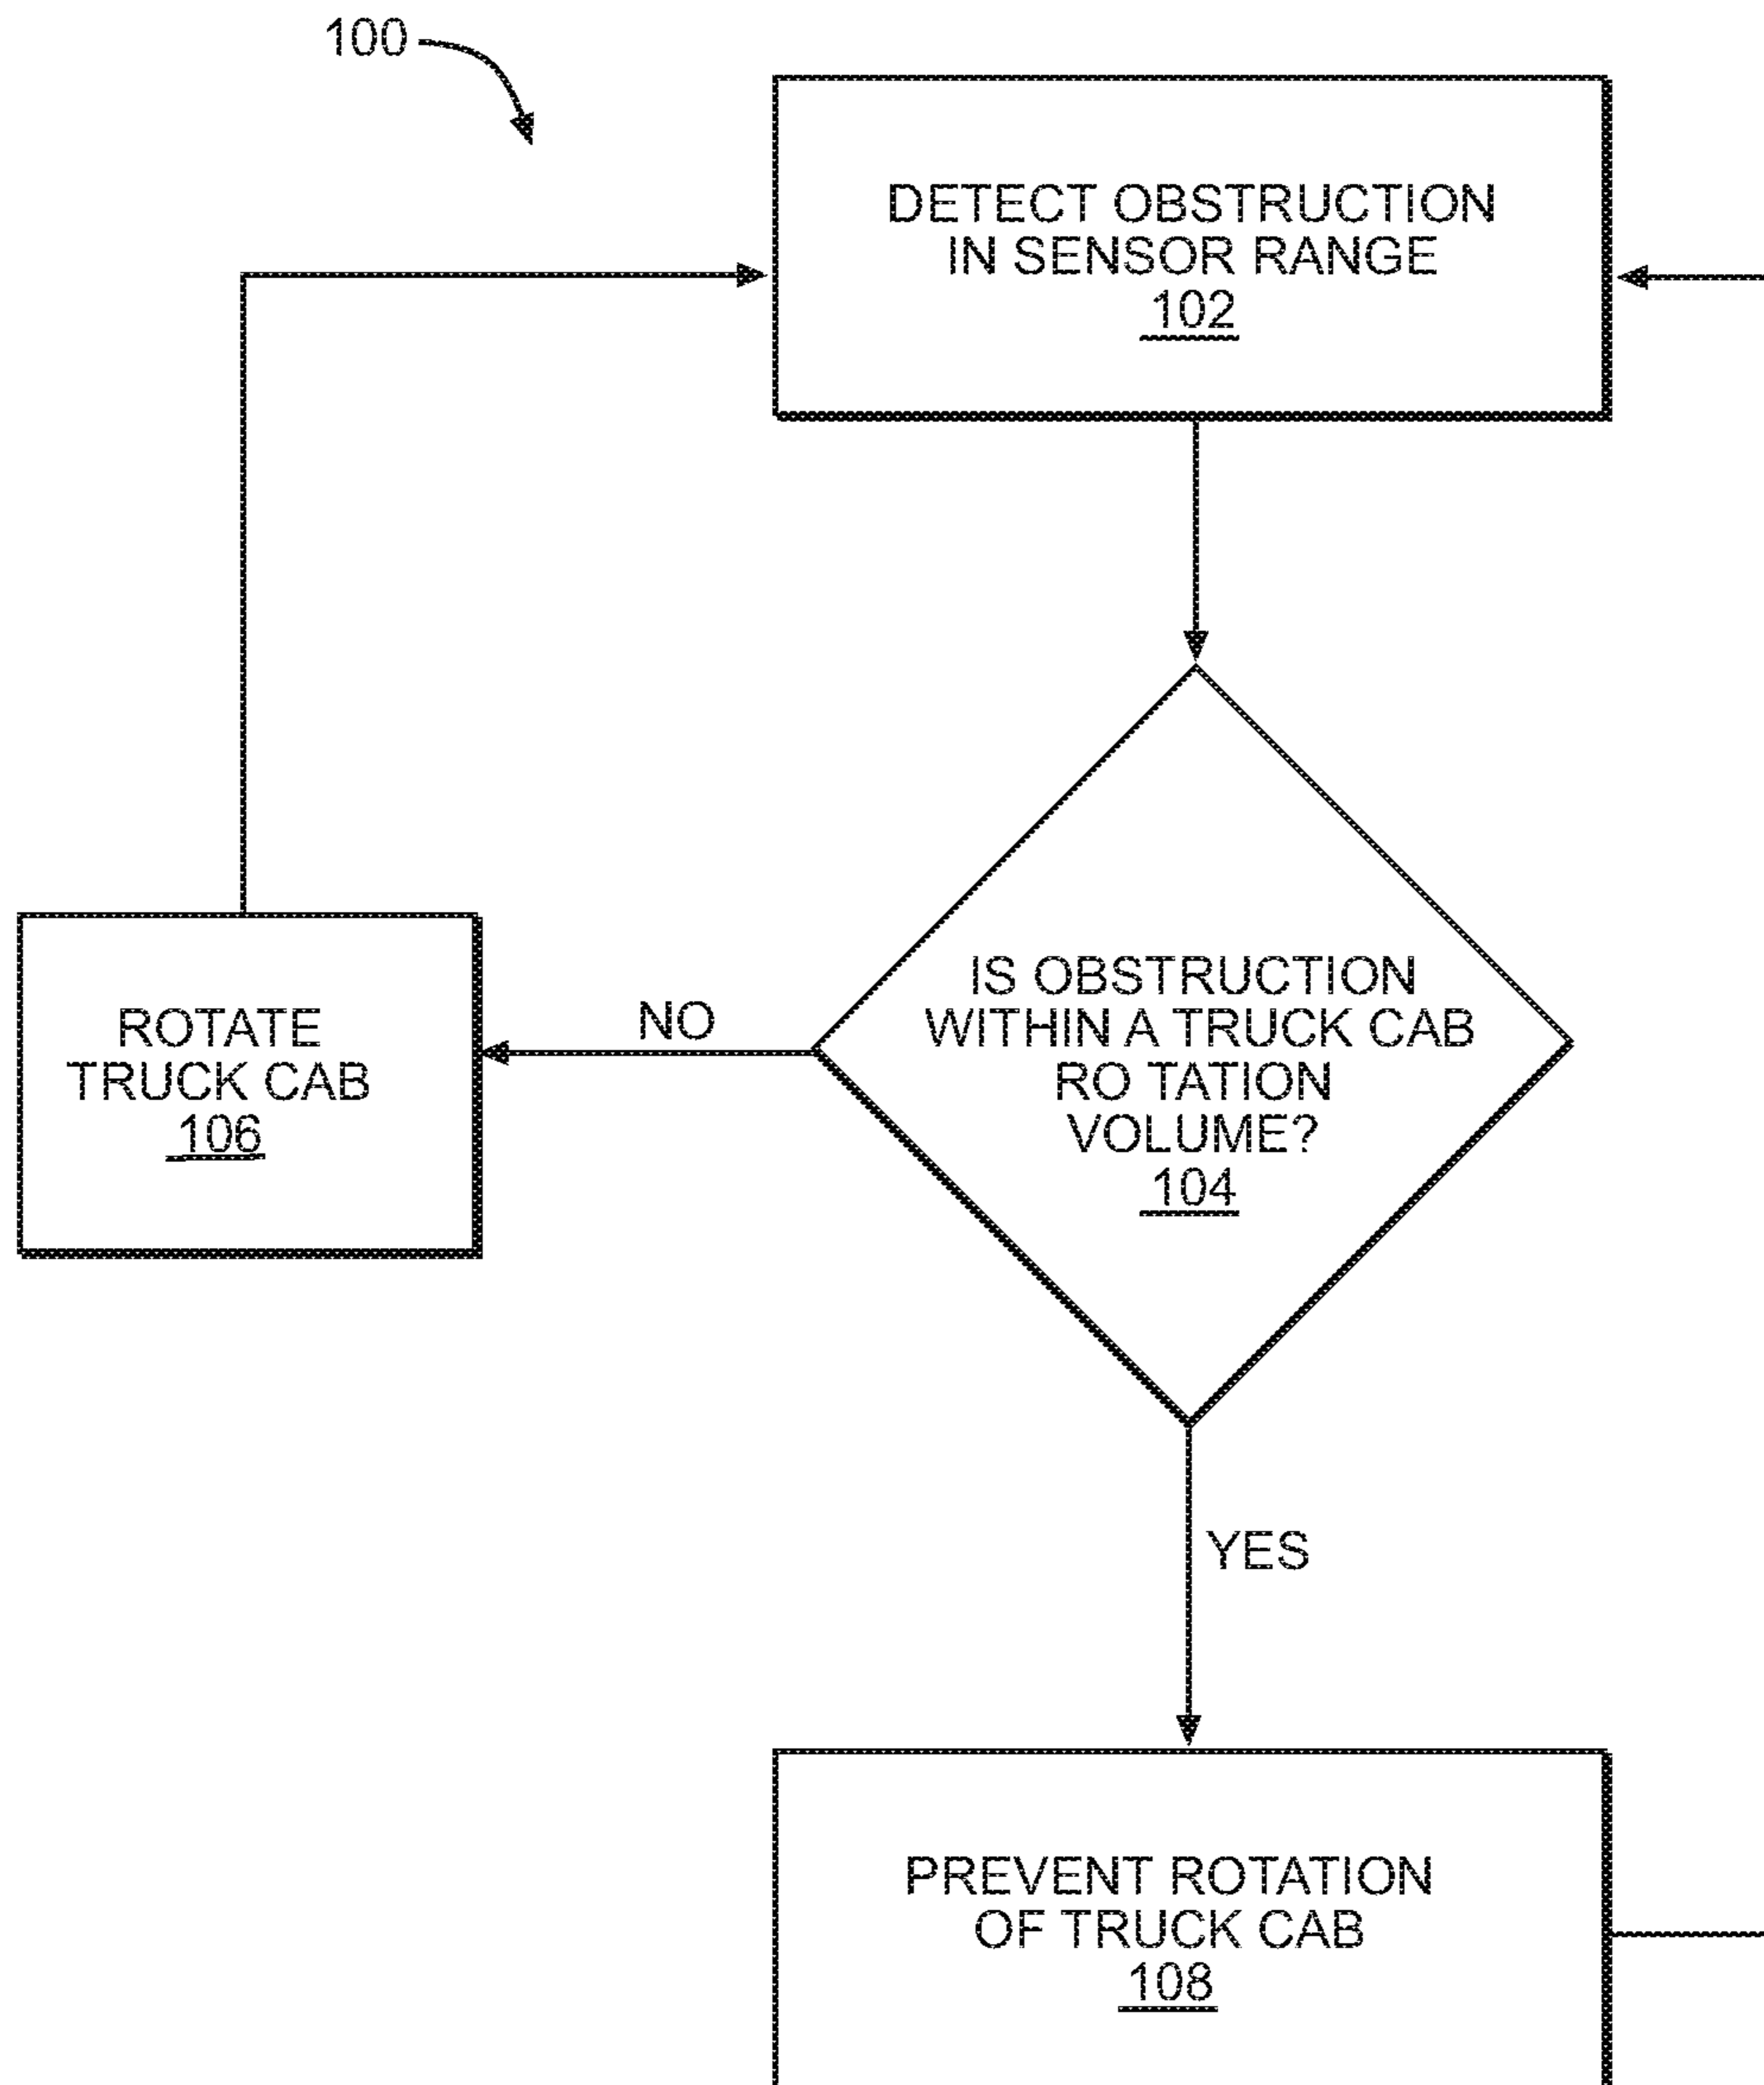 100
DETECT OBSTRUCTION
IN SENSOR RANGE
102
IS OBSTRUCTION
WITHIN A TRUCK CAB
RO TATION
VOLUME?
104
NO
ROTATE
TRUCK CAB
106
YES
PREVENT ROTATION
OF TRUCK CAB
108